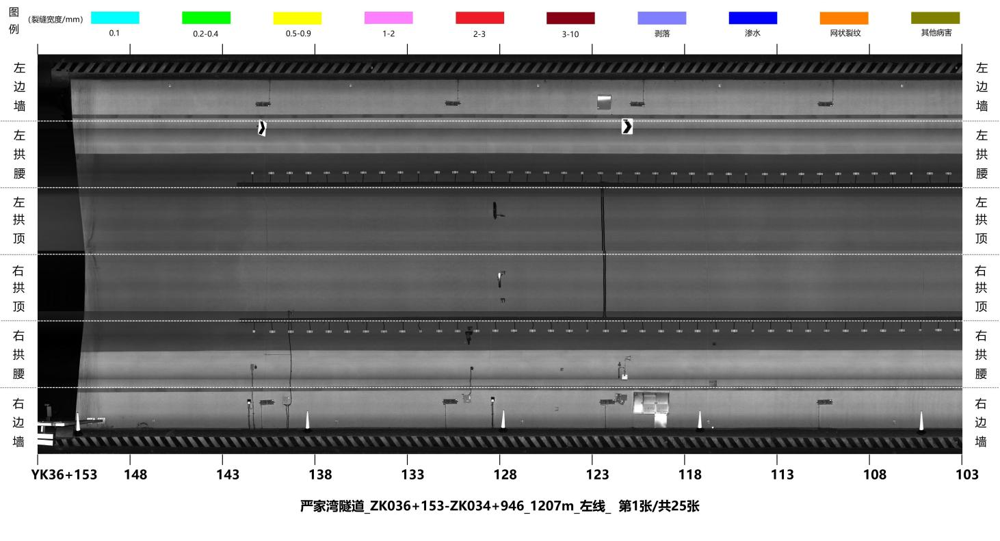 图例
(裂缝宽度/mm)
0.1
0.2-0.4
0.5-0.9
1-2
2-3
3-10
剥落
渗水
网状裂纹
其他病害
左边墙
左边墙
左拱腰
左拱腰
左拱顶
左拱顶
右拱顶
右拱顶
右拱腰
右拱腰
右边墙
右边墙
YK36+153 148 143 138 133 128 123 118 113 108 103
严家湾隧道_ZK036+153-ZK034+946_1207m_左线_ 第1张/共25张